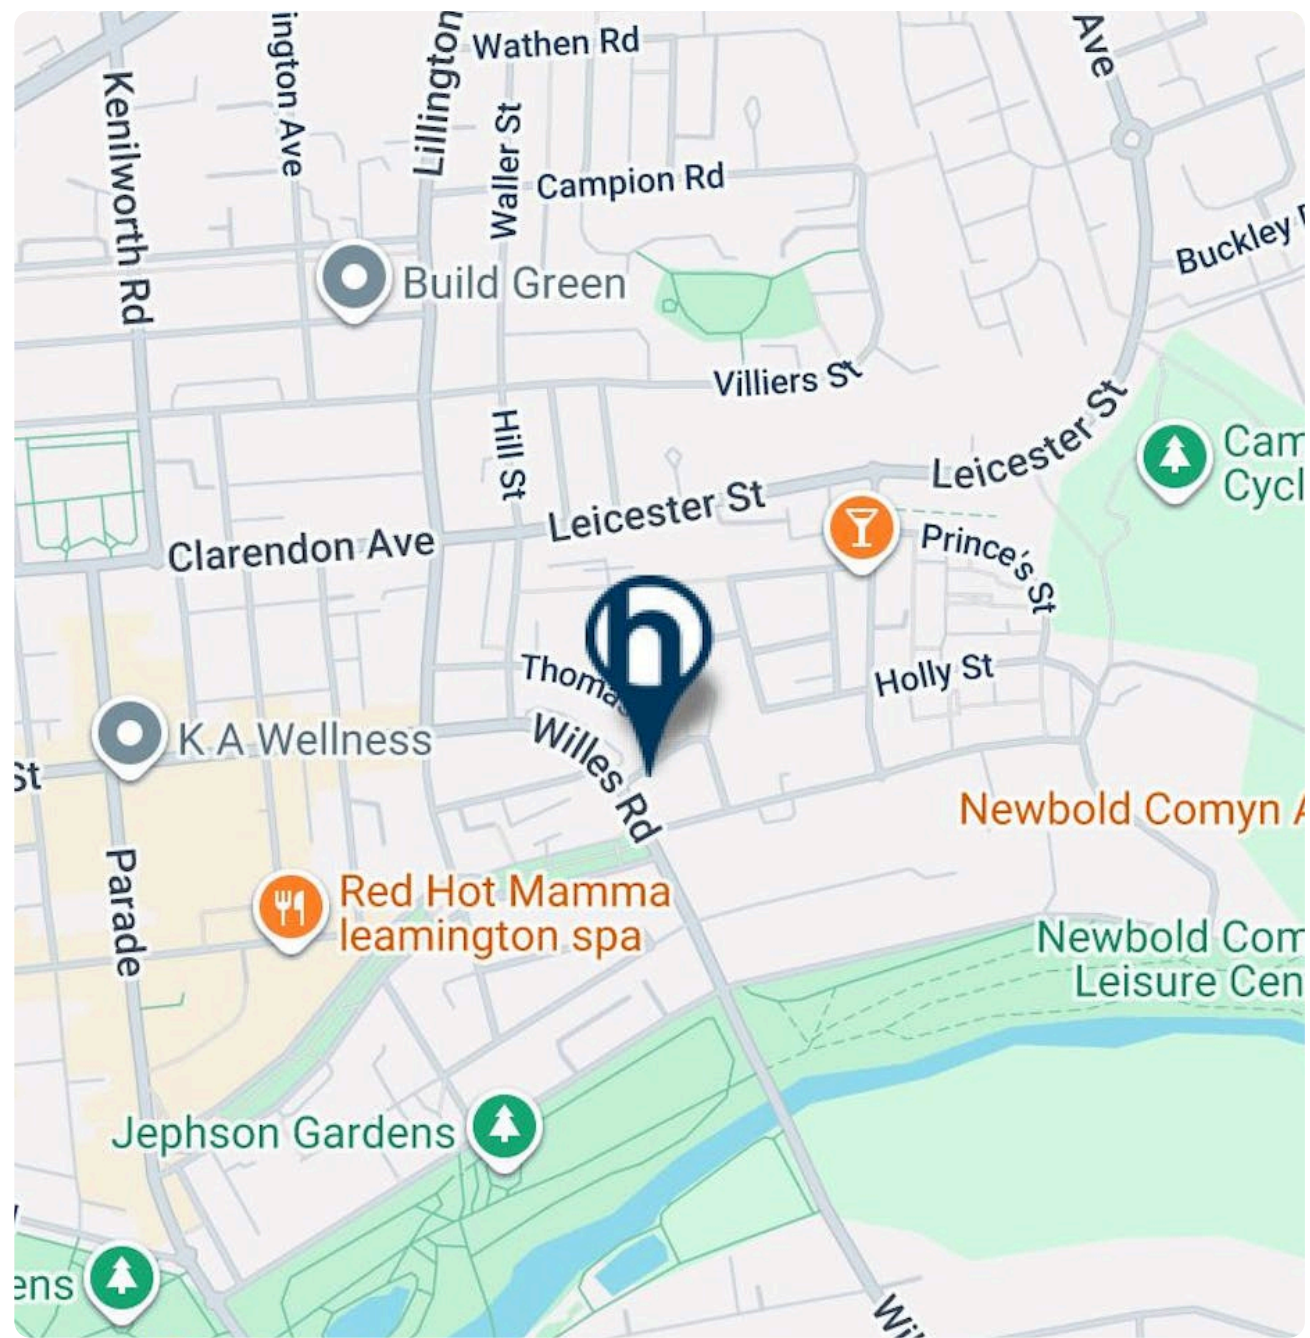 Wathen Rd
Ave
ington Ave
Lillington
Kenilworth Rd
Waller St
Campion Rd
Buckley
Build Green
Villiers St
Hill St
Leicester St
Cam
Cycl
Leicester St
Clarendon Ave
Prince's St
h
Thomas
Holly St
Willes Rd
K A Wellness
St
Newbold Comyn A
Parade
Red Hot Mamma
leamington spa
Newbold Com
Leisure Cen
Jephson Gardens
ens
Wil